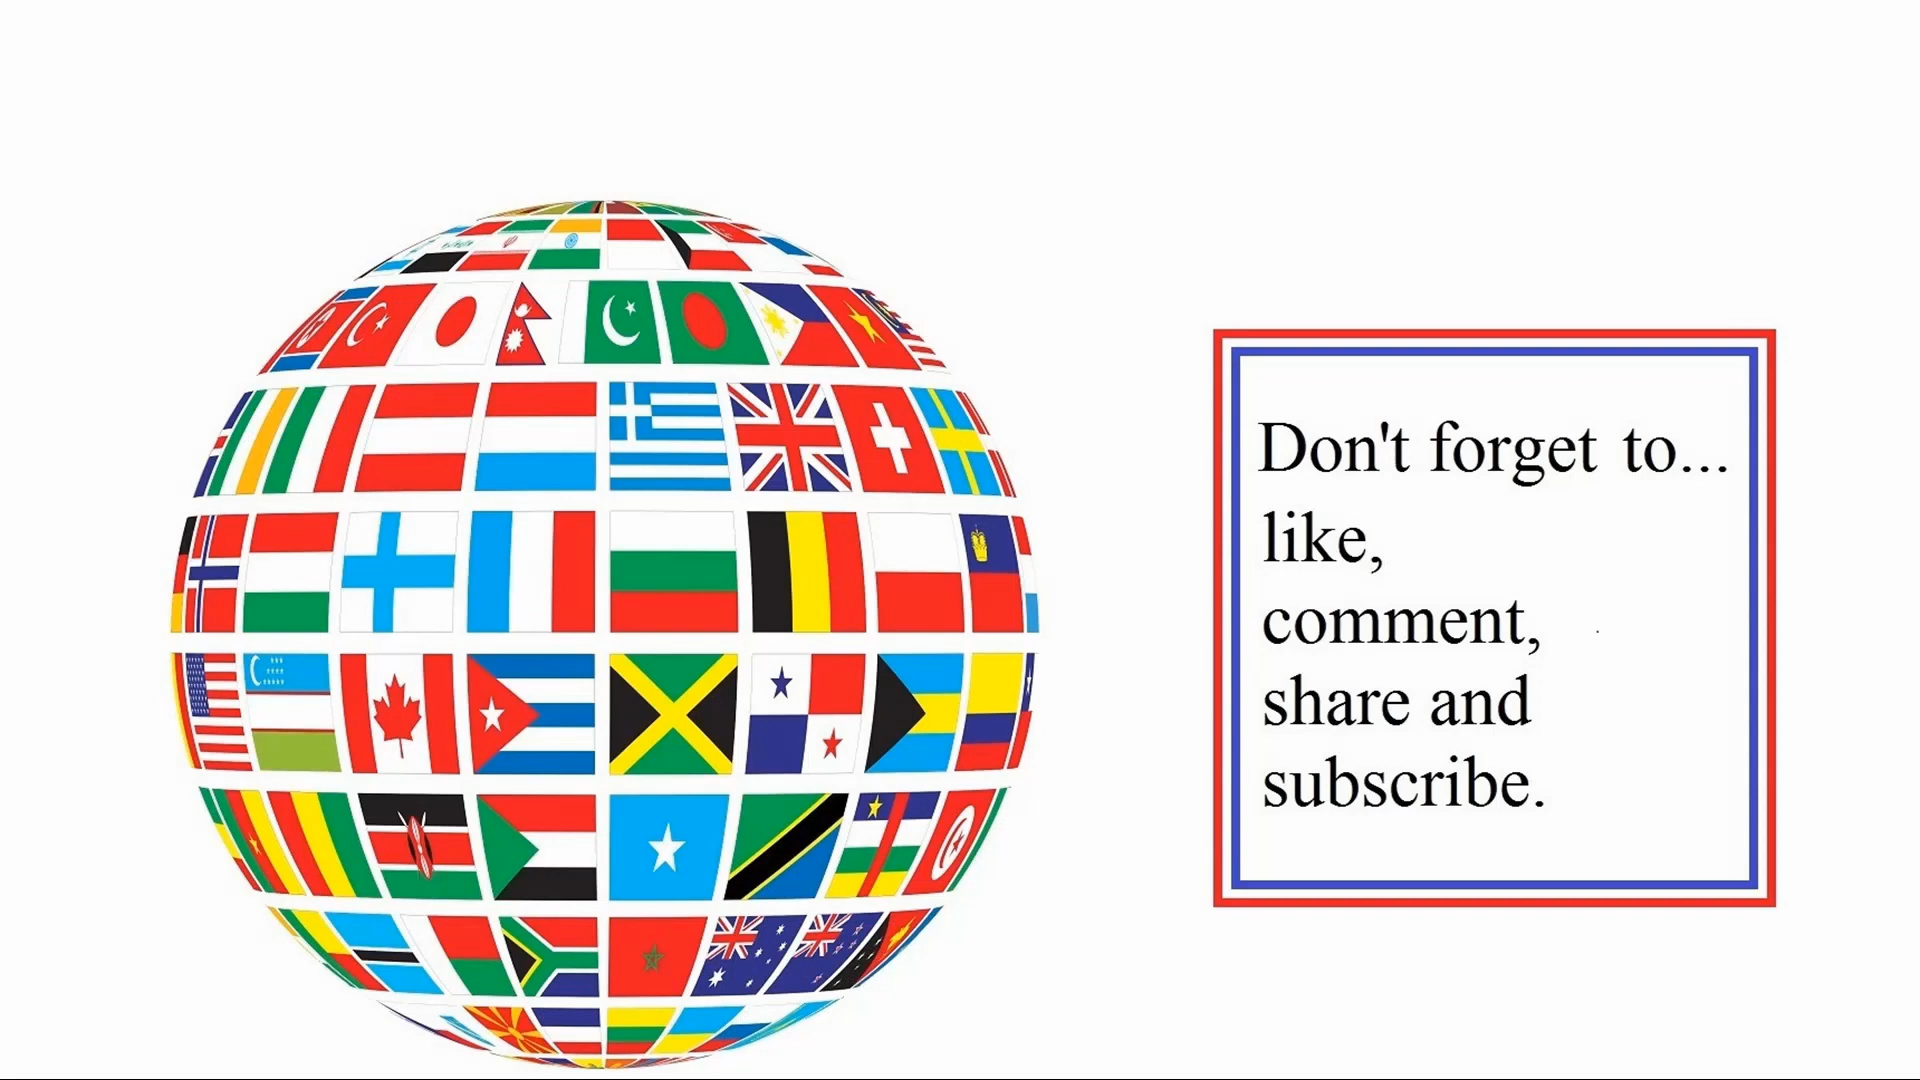 Don't forget to...
like,
comment,
share and
subscribe.